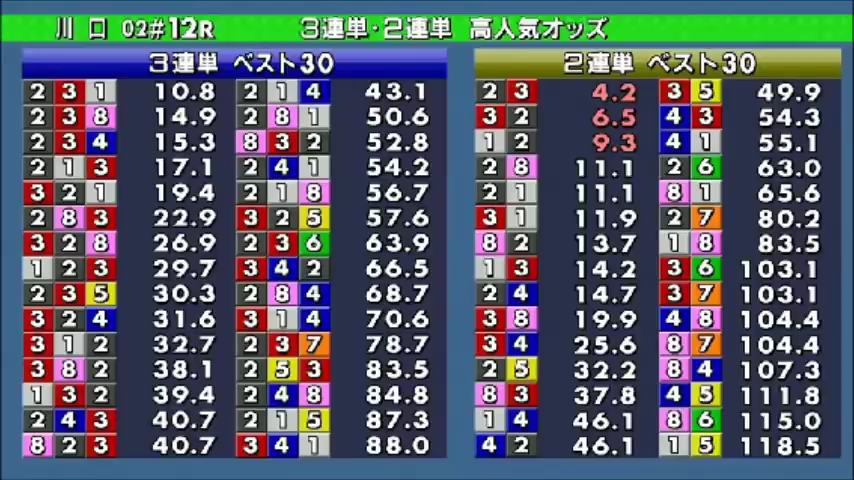 川口 02#12R 3連単・2連単 高人気オッズ
3連単 ベスト30 2連単 ベスト30
2 3 1 10.8 2 1 4 43.1 2 3 4.2 3 5 49.9
2 3 8 14.9 2 8 1 50.6 3 2 6.5 4 3 54.3
2 3 4 15.3 8 3 2 52.8 1 2 9.3 4 1 55.1
2 1 3 17.1 2 4 1 54.2 2 8 11.1 2 6 63.0
3 2 1 19.4 2 1 8 56.7 2 1 11.1 8 1 65.6
2 8 3 22.9 3 2 5 57.6 3 1 11.9 2 7 80.2
3 2 8 26.9 2 3 6 63.9 8 2 13.7 1 8 83.5
1 2 3 29.7 3 4 2 66.5 1 3 14.2 3 6 103.1
2 3 5 30.3 2 8 4 68.7 2 4 14.7 3 7 103.1
3 2 4 31.6 3 1 4 70.6 3 8 19.9 4 8 104.4
3 1 2 32.7 2 3 7 78.7 3 4 25.6 8 7 104.4
3 8 2 38.1 2 5 3 83.5 2 5 32.2 8 4 107.3
1 3 2 39.4 2 4 8 84.8 8 3 37.8 4 5 111.8
2 4 3 40.7 2 1 5 87.3 1 4 46.1 8 6 115.0
8 2 3 40.7 3 4 1 88.0 4 2 46.1 1 5 118.5